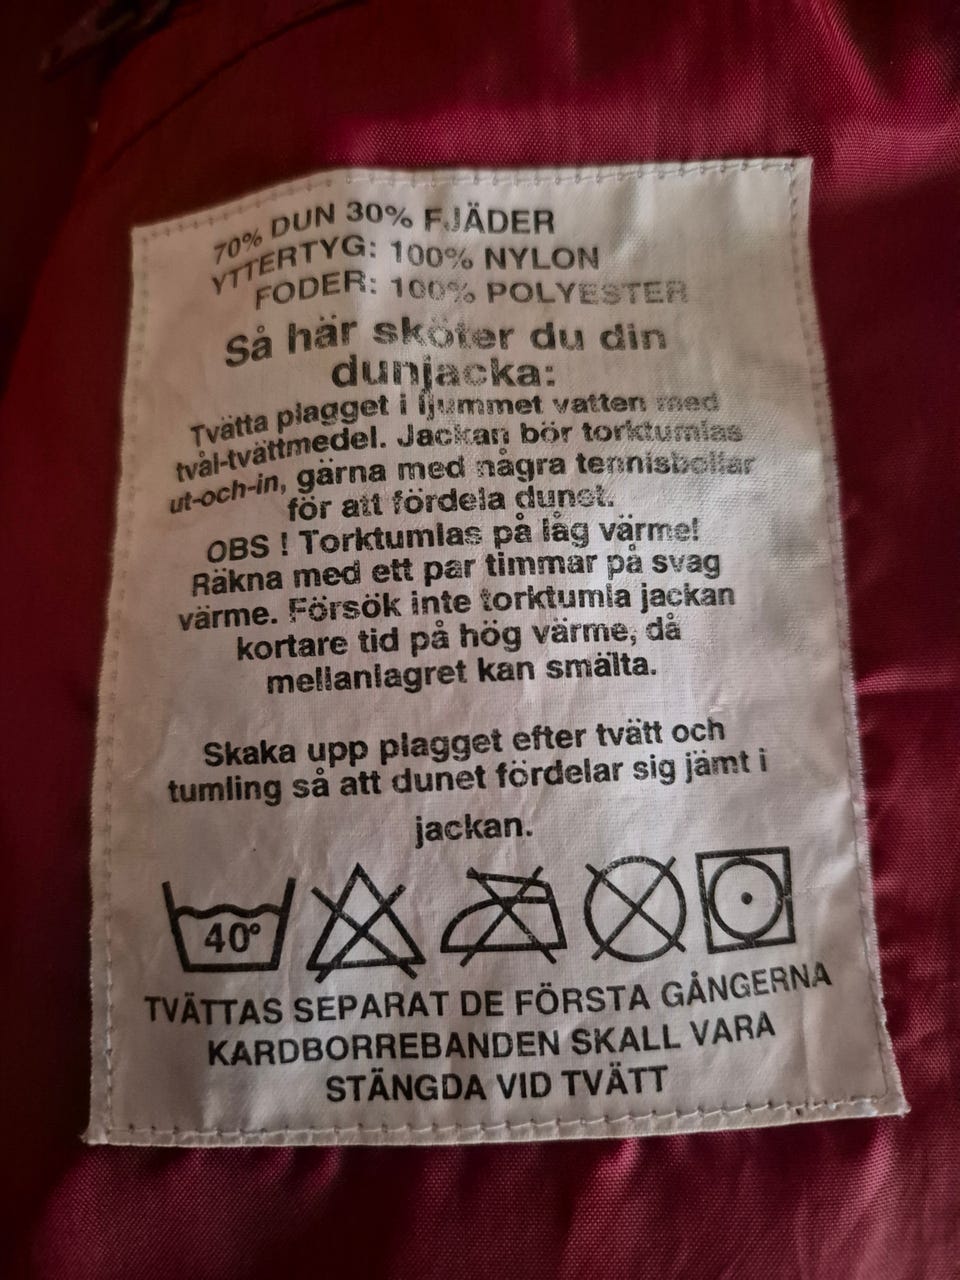 70% DUN 30% FJÄDER
YTTERTYG: 100% NYLON
FODER: 100% POLYESTER
Så här sköter du din
dunjacka:
Tvätta plagget i ljummet vatten med
tvål-tvättmedel. Jackan bör torktumlas
ut-och-in, gärna med några tennisbollar
för att fördela dunet.
OBS ! Torktumlas på låg värme!
Räkna med ett par timmar på svag
värme. Försök inte torktumla jackan
kortare tid på hög värme, då
mellanlagret kan smälta.
Skaka upp plagget efter tvätt och
tumling så att dunet fördelar sig jämt i
jackan.
40°
TVÄTTAS SEPARAT DE FÖRSTA GÅNGERNA
KARDBORREBANDEN SKALL VARA
STÄNGDA VID TVÄTT